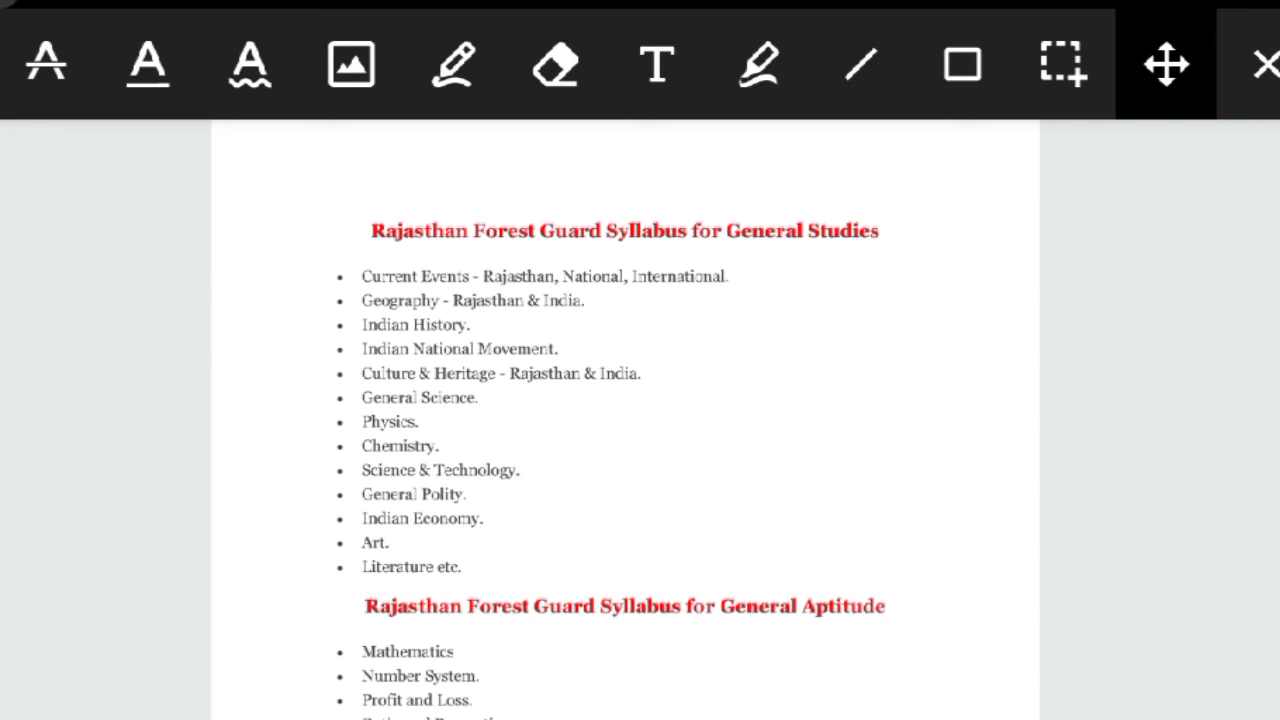 Rajasthan Forest Guard Syllabus for General Studies
• Current Events - Rajasthan, National, International.
• Geography - Rajasthan & India.
• Indian History.
• Indian National Movement.
• Culture & Heritage - Rajasthan & India.
• General Science.
• Physics.
• Chemistry.
• Science & Technology.
• General Polity.
• Indian Economy.
• Art.
• Literature etc.
Rajasthan Forest Guard Syllabus for General Aptitude
• Mathematics
• Number System.
• Profit and Loss.